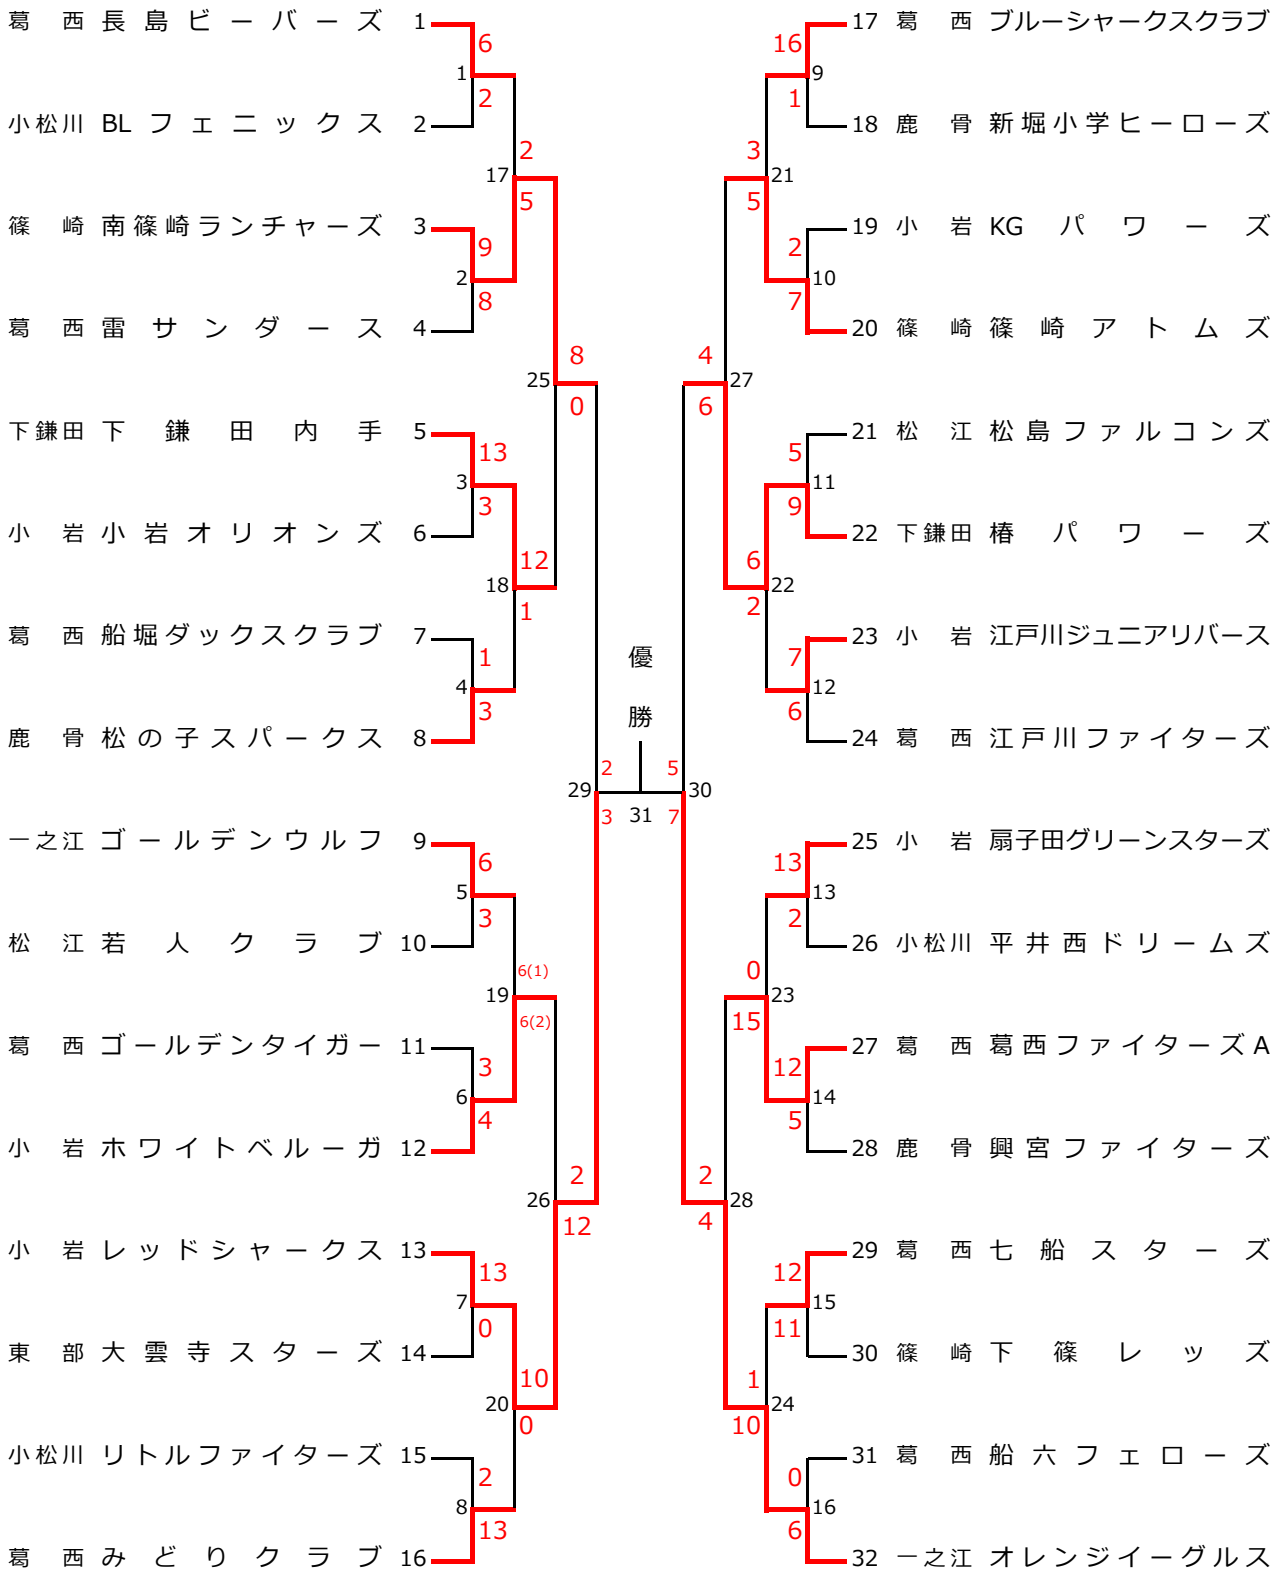 葛西 長島ビーバーズ 1
6
1
2
小松川 BLフェニックス 2
2
17
5
篠崎 南篠崎ランチャーズ 3
9
2
8
葛西 雷サンダース 4
8
25
0
下鎌田 下鎌田内手 5
13
3
3
小岩 小岩オリオンズ 6
12
18
1
葛西 船堀ダックスクラブ 7
1
4
3
鹿骨 松の子スパークス 8
2
29
3
一之江 ゴールデンウルフ 9
6
5
3
松江 若人クラブ 10
6(1)
19
6(2)
葛西 ゴールデンタイガー 11
3
6
4
小岩 ホワイトベルーガ 12
2
26
12
小岩 レッドシャークス 13
13
7
0
東部 大雲寺スターズ 14
10
20
0
小松川 リトルファイターズ 15
2
8
13
葛西 みどりクラブ 16
優
勝
31
17 葛西 ブルーシャークスクラブ
16
9
1
18 鹿骨 新堀小学ヒーローズ
3
21
5
19 小岩 KGパワーズ
2
10
7
20 篠崎 篠崎アトムズ
4
27
6
21 松江 松島ファルコンズ
5
11
9
22 下鎌田 椿パワーズ
6
22
2
23 小岩 江戸川ジュニアリバース
7
12
6
24 葛西 江戸川ファイターズ
5
30
7
25 小岩 扇子田グリーンスターズ
13
13
2
26 小松川 平井西ドリームズ
0
23
15
27 葛西 葛西ファイターズA
12
14
5
28 鹿骨 興宮ファイターズ
2
28
4
29 葛西 七船スターズ
12
15
11
30 篠崎 下篠レッズ
1
24
10
31 葛西 船六フェローズ
0
16
6
32 一之江 オレンジイーグルス